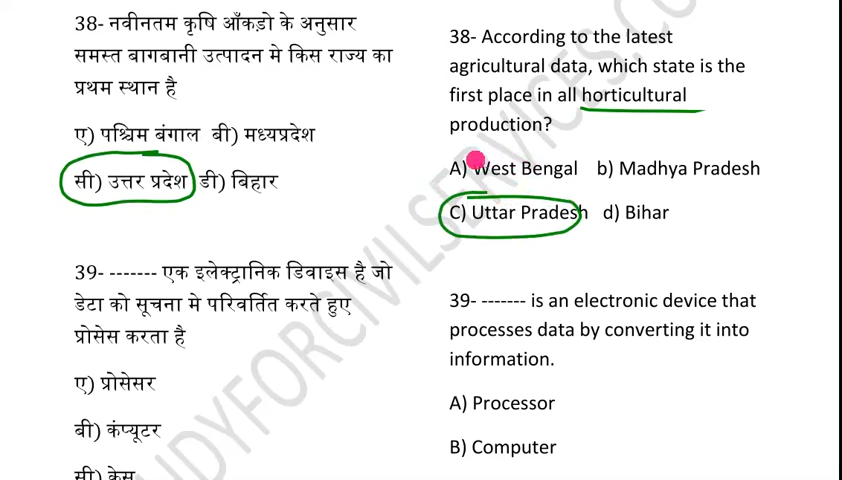 38- नवीनतम कृषि आँकड़ो के अनुसार
समस्त बागबानी उत्पादन मे किस राज्य का
प्रथम स्थान है
ए) पश्चिम बंगाल बी) मध्यप्रदेश
सी) उत्तर प्रदेश डी) बिहार
39- ------- एक इलेक्ट्रानिक डिवाइस है जो
डेटा को सूचना मे परिवर्तित करते हुए
प्रोसेस करता है
ए) प्रोसेसर
बी) कंप्यूटर
सी) केस
38- According to the latest
agricultural data, which state is the
first place in all horticultural
production?
A) West Bengal b) Madhya Pradesh
C) Uttar Pradesh d) Bihar
39- ------- is an electronic device that
processes data by converting it into
information.
A) Processor
B) Computer
UDYFORCIVILSERVICES.COM